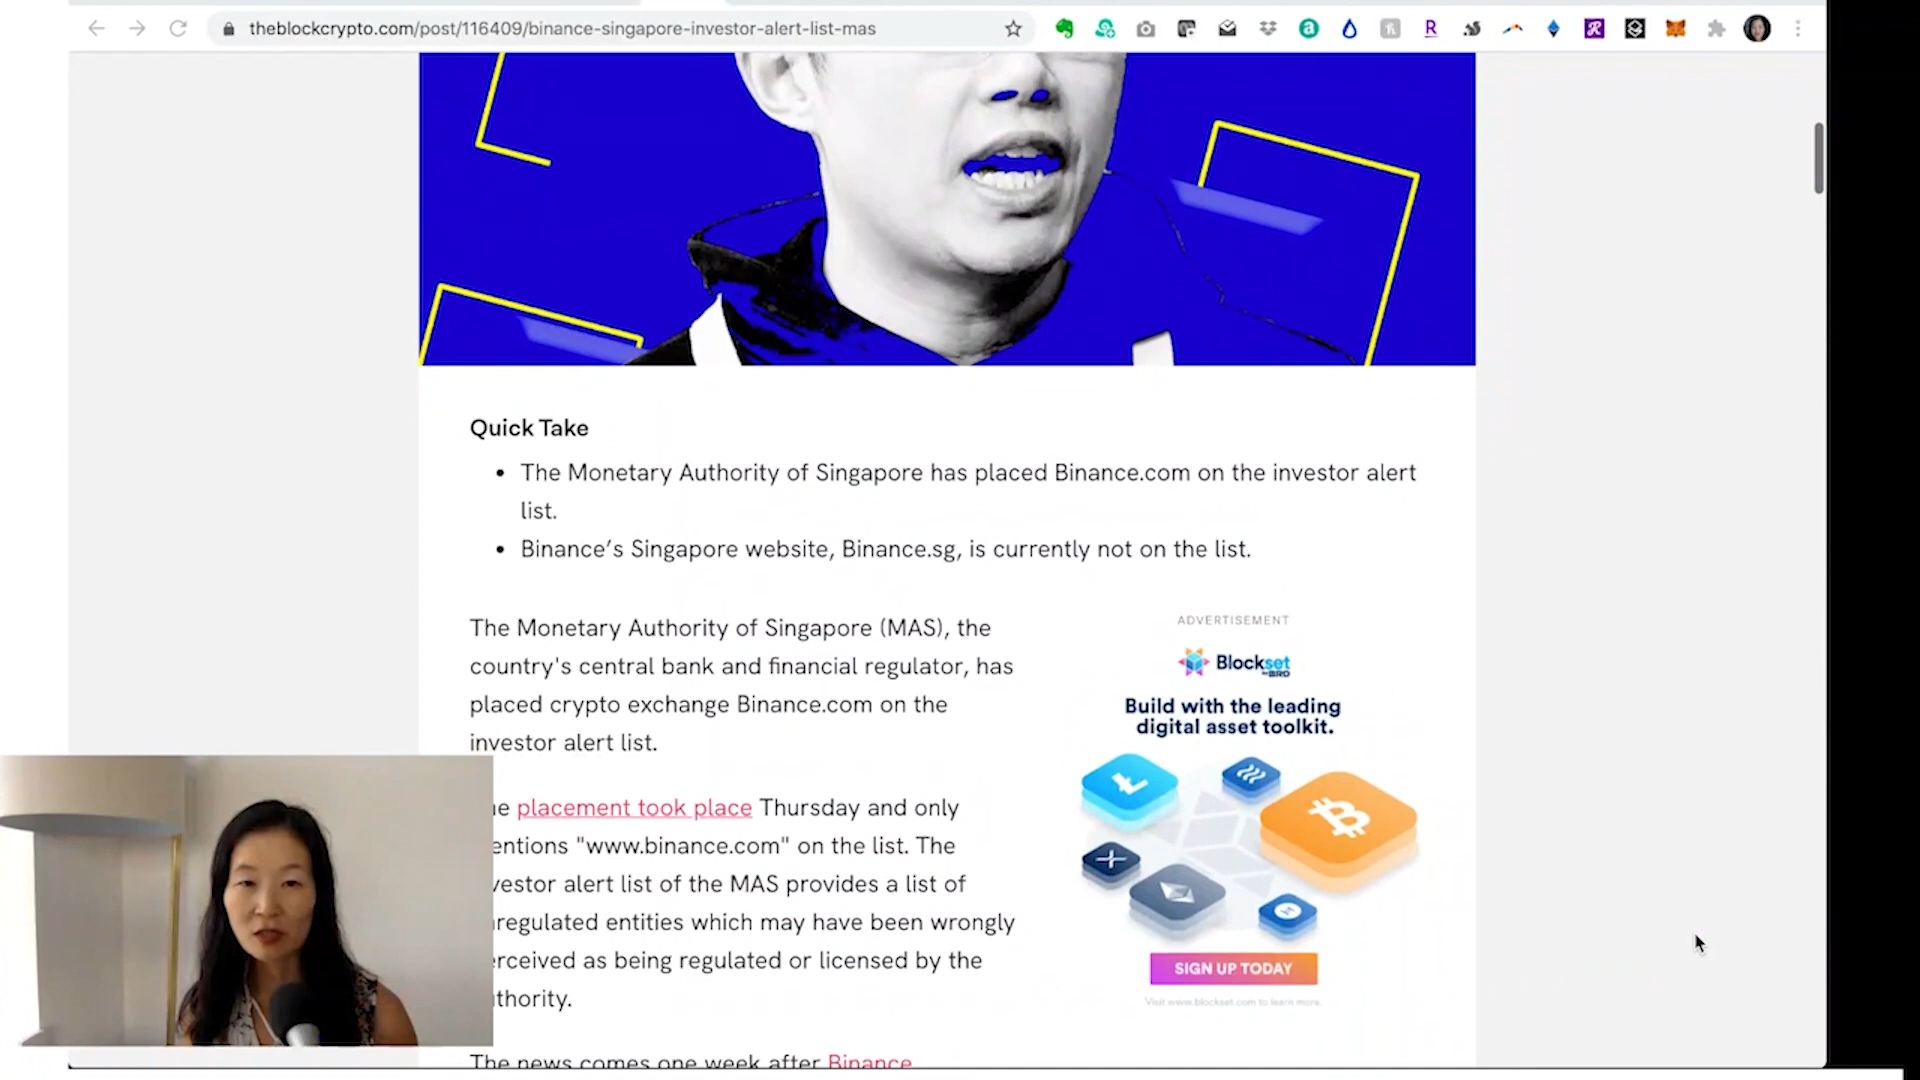 theblockcrypto.com/post/116409/binance-singapore-investor-alert-list-mas
Quick Take
• The Monetary Authority of Singapore has placed Binance.com on the investor alert
list.
• Binance’s Singapore website, Binance.sg, is currently not on the list.
The Monetary Authority of Singapore (MAS), the
country's central bank and financial regulator, has
placed crypto exchange Binance.com on the
investor alert list.
placement took place Thursday and only
"www.binance.com" on the list. The
alert list of the MAS provides a list of
entities which may have been wrongly
as being regulated or licensed by the
The news comes one week after Binance
ADVERTISEMENT
Blockset
by BRD
Build with the leading
digital asset toolkit.
SIGN UP TODAY
Visit www.blockset.com to learn more.